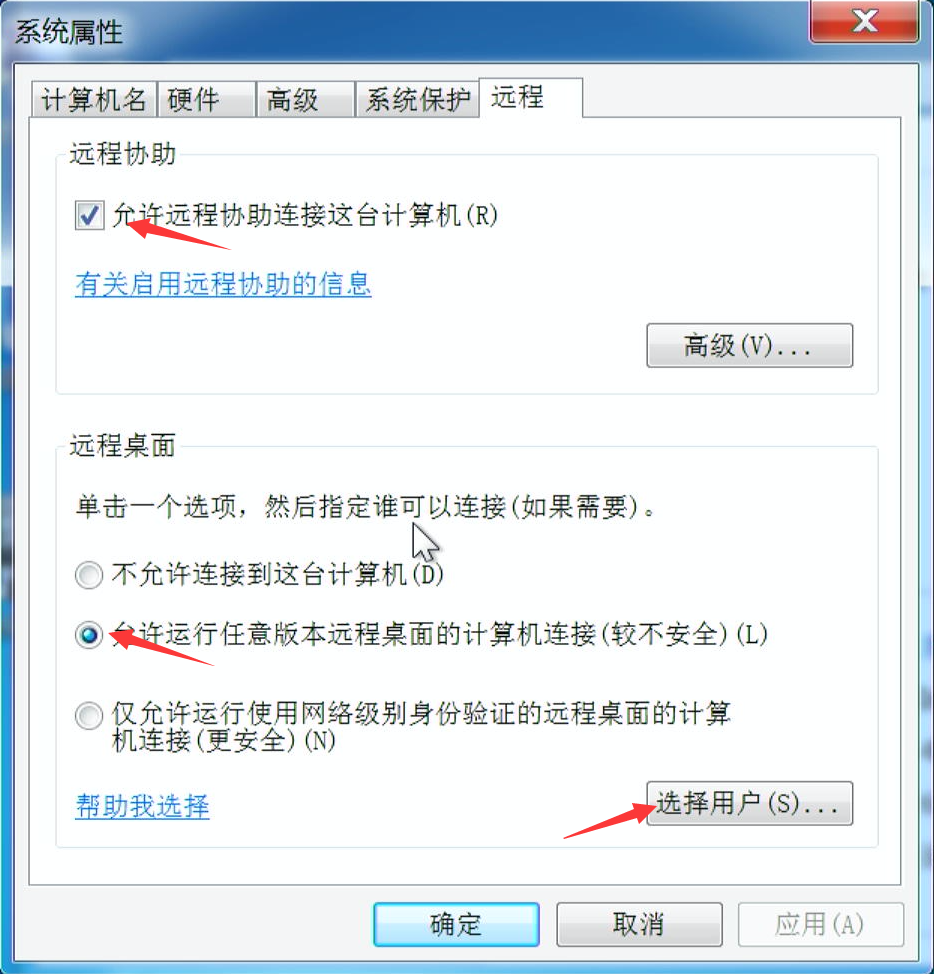 系统属性
计算机名 硬件 高级 系统保护 远程
远程协助
允许远程协助连接这台计算机(R)
有关启用远程协助的信息
高级(V)...
远程桌面
单击一个选项，然后指定谁可以连接(如果需要)。
不允许连接到这台计算机(D)
允许运行任意版本远程桌面的计算机连接(较不安全)(L)
仅允许运行使用网络级别身份验证的远程桌面的计算
机连接(更安全)(N)
帮助我选择
选择用户(S)...
确定 取消 应用(A)